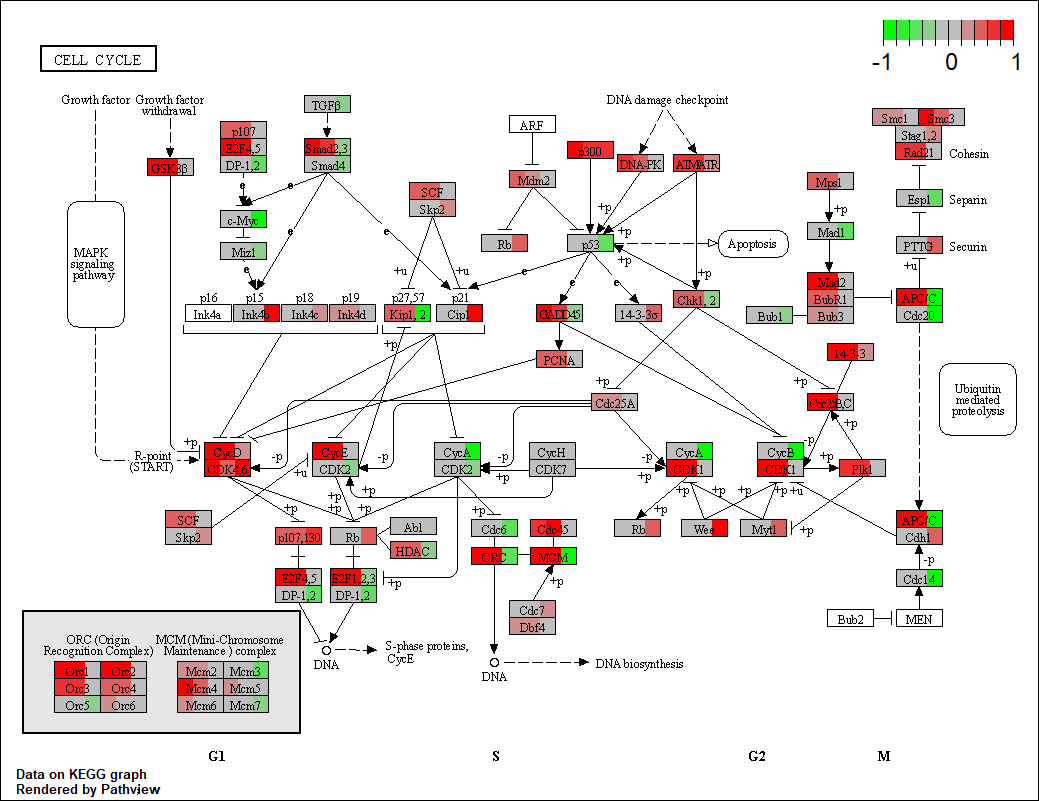 CELL CYCLE
-1 0 1
Growth factor
Growth factor
withdrawal
TGFβ
DNA damage checkpoint
ARF
p300
Smc1 Smc3
Stag1,2
Rad21
Cohesin
p107
E2F4,5
DP-1,2
Smad2,3
Smad4
GSK3β
DNA-PK
ATMATR
Mdm2
Mps1
SCF
Skp2
e
e
+p
+p
Esp1
Separin
c-Myc
Mad1
MAPK
signaling
pathway
Miz1
e
e
Rb
p53
+p
+p
Apoptosis
PTTG
Securin
+u
+u
e
+p
+u
p16
Ink4a
p15
Ink4b
p18
Ink4c
p19
Ink4d
p27,57
Kip1, 2
p21
Cip1
e
e
GADD45
14-3-3σ
Chk1, 2
Mad2
BubR1
Bub3
Bub1
APC/C
Cdc20
+p
PCNA
14-3-3
+p
+p
Cdc25A
Cdc25B,C
Ubiquitin
mediated
proteolysis
R-point
(START)
+p
CycD
CDK4,6
-p
CycE
CDK2
+u
-p
CycA
CDK2
-p
+p
CycH
CDK7
-p
+p
CycA
CDK1
CycB
CDK1
-p
+p
+p
Plk1
+p
+p
+p
+p
+p
+p
+p
+u
SCF
Skp2
p107,130
Rb
Abl
HDAC
Cdc6
Cdc45
ORC
MCM
Rb
Wee
Myt1
+p
APC/C
Cdh1
-p
Cdc14
E2F4,5
DP-1,2
E2F1,2,3
DP-1,2
+p
+p
Cdc7
Dbf4
Bub2
MEN
ORC (Origin
Recognition Complex)
MCM (Mini-Chromosome
Maintenance ) complex
Orc1 Orc2
Orc3 Orc4
Orc5 Orc6
Mcm2 Mcm3
Mcm4 Mcm5
Mcm6 Mcm7
DNA
S-phase proteins,
CycE
DNA
DNA biosynthesis
G1 S G2 M
Data on KEGG graph
Rendered by Pathview